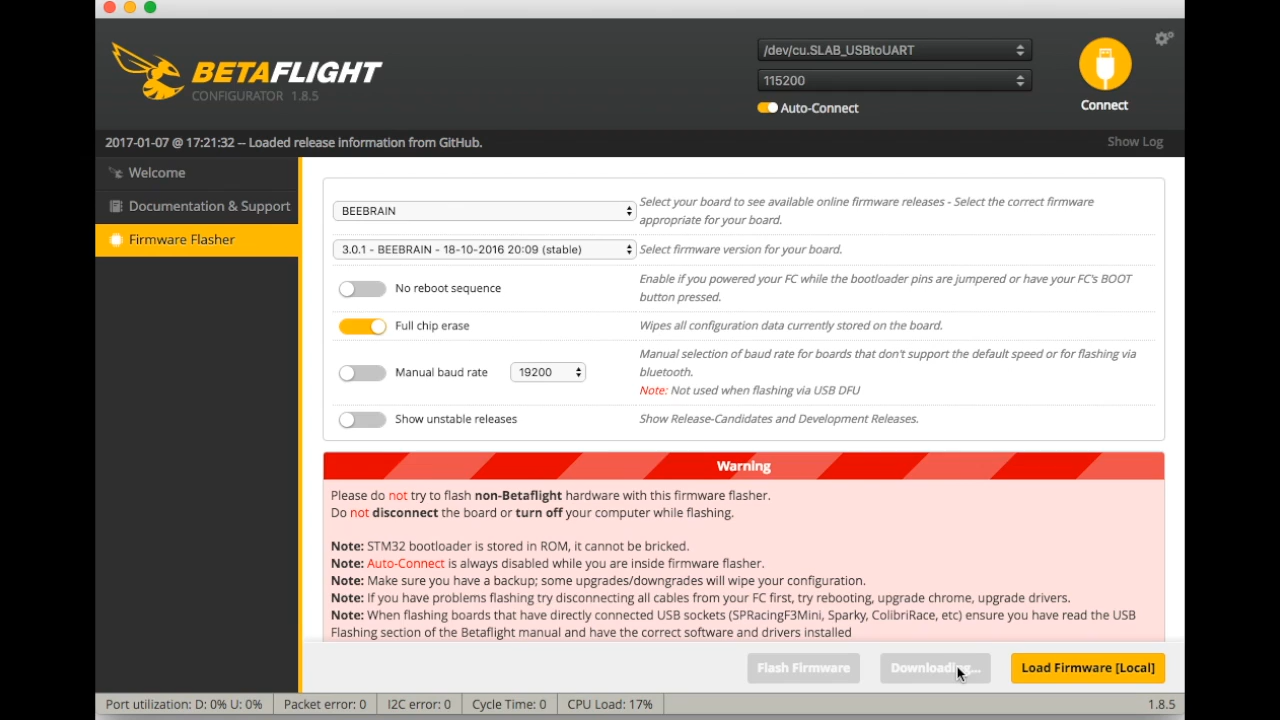 BETAFLIGHT
CONFIGURATOR 1.8.5
/dev/cu.SLAB_USBtoUART
115200
Auto-Connect
Connect
2017-01-07 @ 17:21:32 -- Loaded release information from GitHub.
Show Log
Welcome
Documentation & Support
Firmware Flasher
BEEBRAIN
Select your board to see available online firmware releases - Select the correct firmware
appropriate for your board.
3.0.1 - BEEBRAIN - 18-10-2016 20:09 (stable)
Select firmware version for your board.
No reboot sequence
Enable if you powered your FC while the bootloader pins are jumpered or have your FC's BOOT
button pressed.
Full chip erase
Wipes all configuration data currently stored on the board.
Manual baud rate
19200
Manual selection of baud rate for boards that don't support the default speed or for flashing via
bluetooth.
Note: Not used when flashing via USB DFU
Show unstable releases
Show Release-Candidates and Development Releases.
Warning
Please do not try to flash non-Betaflight hardware with this firmware flasher.
Do not disconnect the board or turn off your computer while flashing.
Note: STM32 bootloader is stored in ROM, it cannot be bricked.
Note: Auto-Connect is always disabled while you are inside firmware flasher.
Note: Make sure you have a backup; some upgrades/downgrades will wipe your configuration.
Note: If you have problems flashing try disconnecting all cables from your FC first, try rebooting, upgrade chrome, upgrade drivers.
Note: When flashing boards that have directly connected USB sockets (SPRacingF3Mini, Sparky, ColibriRace, etc) ensure you have read the USB
Flashing section of the Betaflight manual and have the correct software and drivers installed
Flash Firmware
Downloading...
Load Firmware [Local]
Port utilization: D: 0% U: 0%
Packet error: 0
I2C error: 0
Cycle Time: 0
CPU Load: 17%
1.8.5